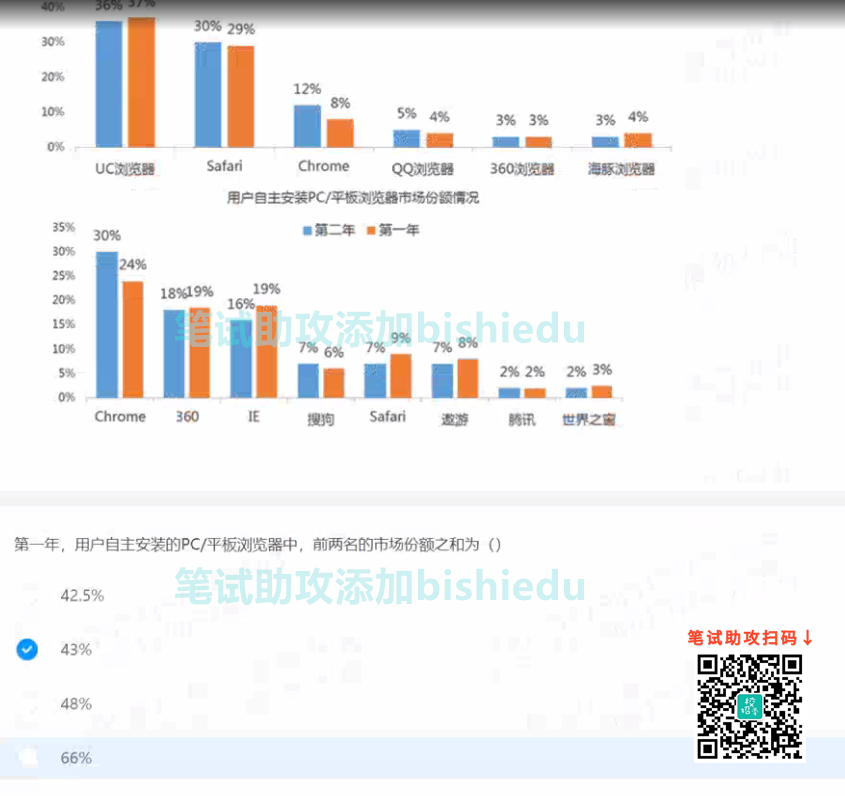 40% 36% 37%
30% 30% 29%
20%
12%
10% 8% 5% 4% 3% 3% 3% 4%
0%
UC浏览器 Safari Chrome QQ浏览器 360浏览器 海豚浏览器
用户自主安装PC/平板浏览器市场份额情况
35% 第二年 第一年
30% 30%
25% 24%
20% 18% 19% 16% 19%
笔试助攻添加bishiedu
15%
10% 7% 6% 7% 9% 7% 8%
5% 2% 2% 2% 3%
0%
Chrome 360 IE 搜狗 Safari 遨游 腾讯 世界之窗
第一年，用户自主安装的PC/平板浏览器中，前两名的市场份额之和为（）
笔试助攻添加bishiedu
42.5%
笔试助攻扫码↓
43%
48%
66%